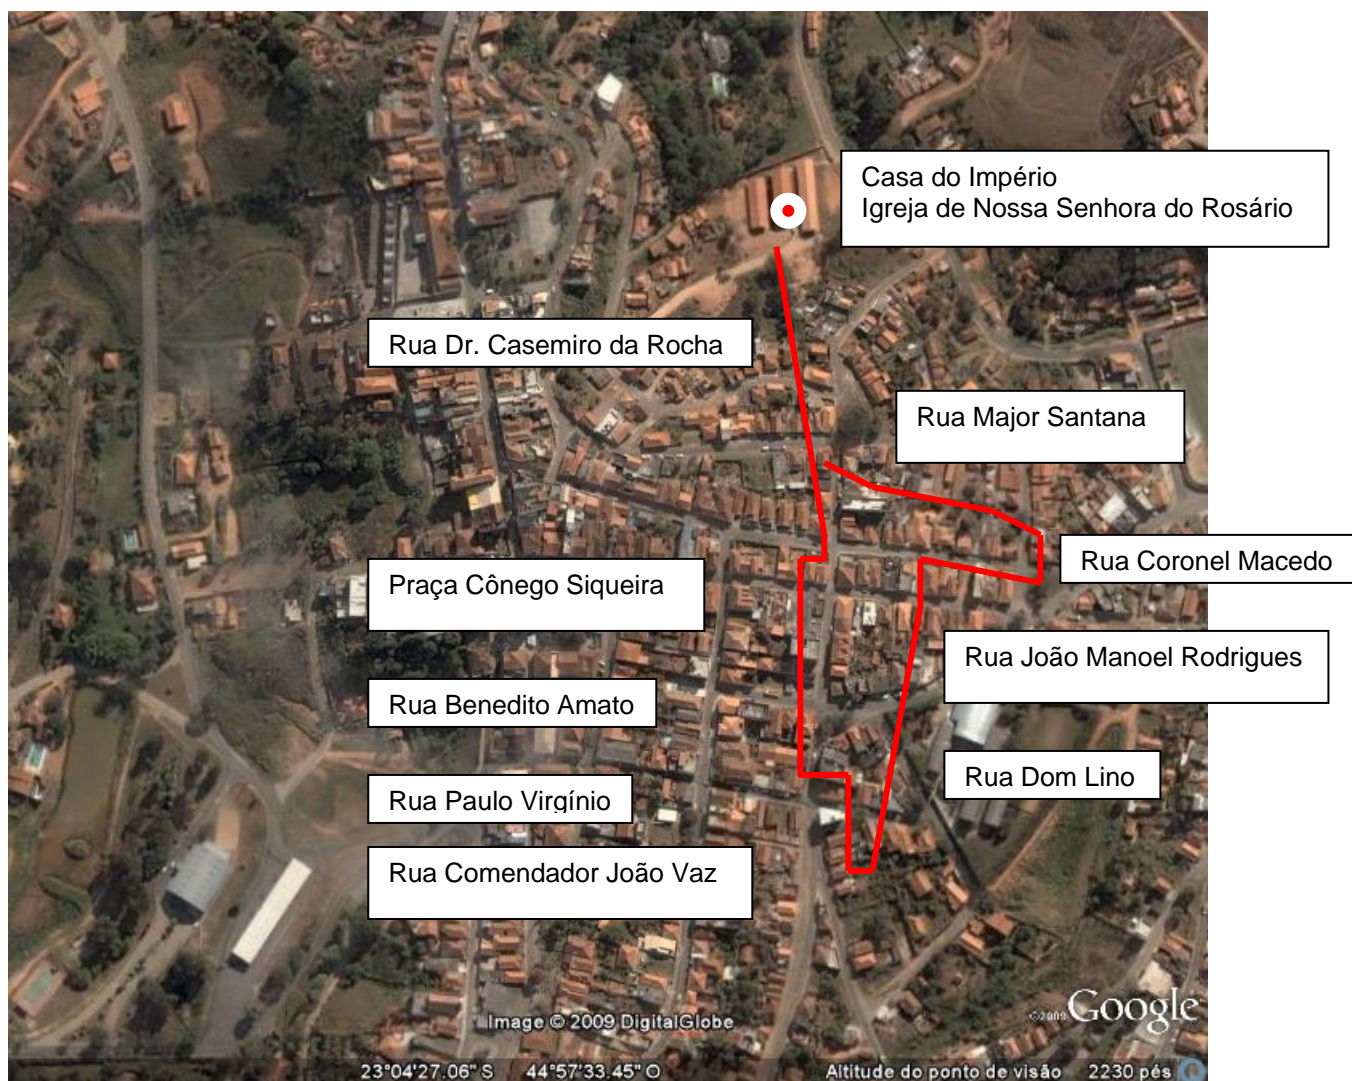 Casa do Império
Igreja de Nossa Senhora do Rosário
Rua Dr. Casemiro da Rocha
Rua Major Santana
Rua Coronel Macedo
Praça Cônego Siqueira
Rua João Manoel Rodrigues
Rua Benedito Amato
Rua Dom Lino
Rua Paulo Virgínio
Rua Comendador João Vaz
©2009 Google
Image © 2009 DigitalGlobe
23°04'27.06" S 44°57'33.45" O Altitude do ponto de visão 2230 pés